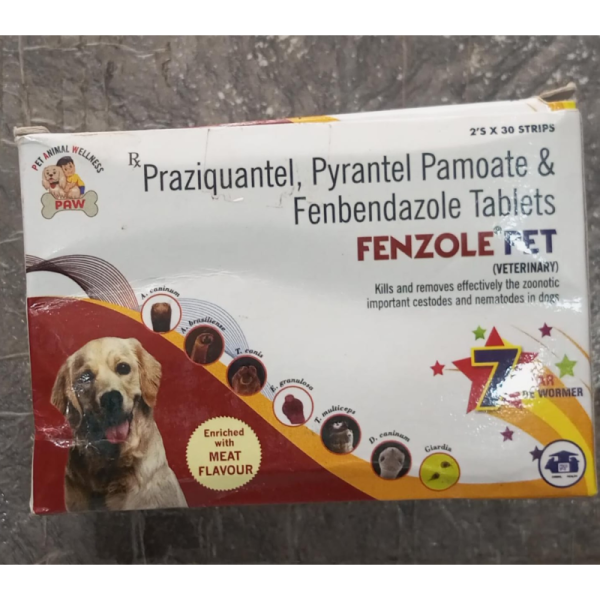 2'S X 30 STRIPS
PET ANIMAL WELLNESS
PAW
Rx Praziquantel, Pyrantel Pamoate &
Fenbendazole Tablets
FENZOLE® PET
(VETERINARY)
Kills and removes effectively the zoonotic
important cestodes and nematodes in dogs
A. caninum
A. brasiliense
T. canis
E. granulosa
T. multiceps
D. caninum
Giardia
7
DE WORMER
Enriched
with
MEAT
FLAVOUR